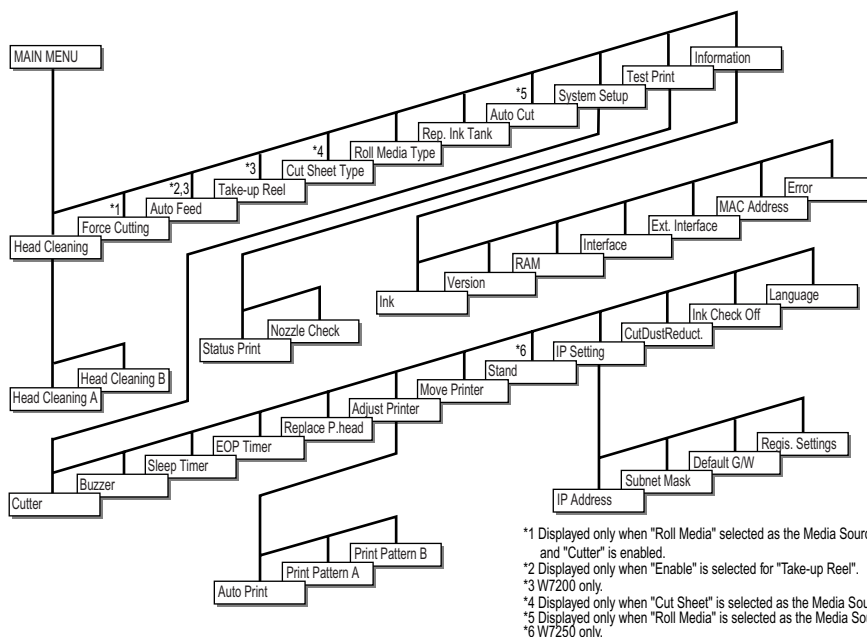 MAIN MENU
Information
Test Print
System Setup
*5
Auto Cut
Rep. Ink Tank
Roll Media Type
*4
Cut Sheet Type
*3
Take-up Reel
*2,3
Auto Feed
*1
Force Cutting
Head Cleaning
Error
MAC Address
Ext. Interface
Interface
RAM
Version
Ink
Nozzle Check
Status Print
Head Cleaning B
Head Cleaning A
Language
Ink Check Off
CutDustReduct.
IP Setting
*6
Stand
Move Printer
Adjust Printer
Replace P.head
EOP Timer
Sleep Timer
Buzzer
Cutter
Regis. Settings
Default G/W
Subnet Mask
IP Address
Print Pattern B
Print Pattern A
Auto Print
*1 Displayed only when "Roll Media" selected as the Media Sour
and "Cutter" is enabled.
*2 Displayed only when "Enable" is selected for "Take-up Reel".
*3 W7200 only.
*4 Displayed only when "Cut Sheet" is selected as the Media Sou
*5 Displayed only when "Roll Media" is selected as the Media So
*6 W7250 only.